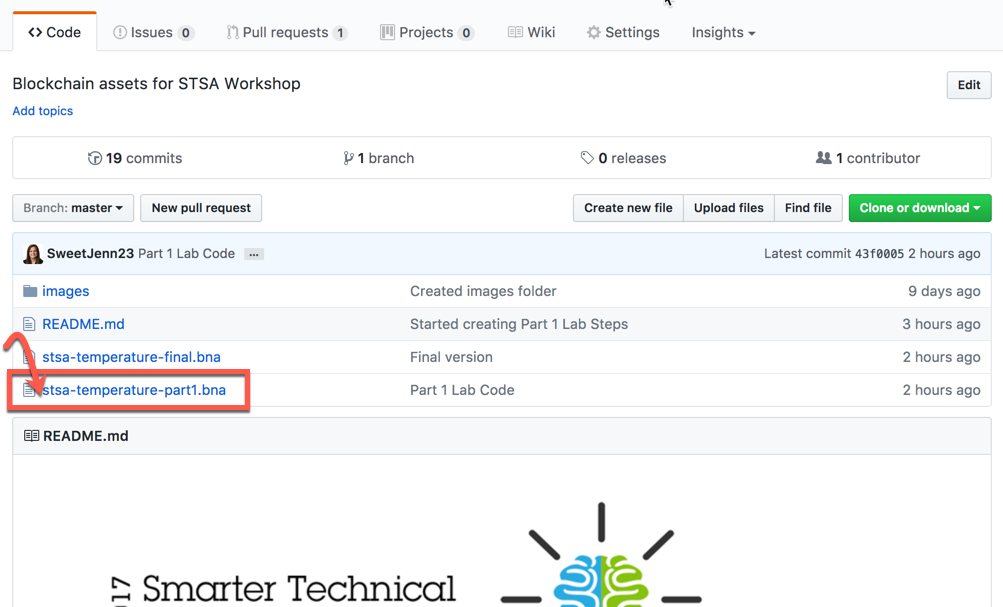 Code Issues 0 Pull requests 1 Projects 0 Wiki Settings Insights
Blockchain assets for STSA Workshop Edit
Add topics
19 commits 1 branch 0 releases 1 contributor
Branch: master New pull request Create new file Upload files Find file Clone or download
SweetJenn23 Part 1 Lab Code ... Latest commit 43f0005 2 hours ago
images Created images folder 9 days ago
README.md Started creating Part 1 Lab Steps 3 hours ago
stsa-temperature-final.bna Final version 2 hours ago
stsa-temperature-part1.bna Part 1 Lab Code 2 hours ago
README.md
Smarter Technical